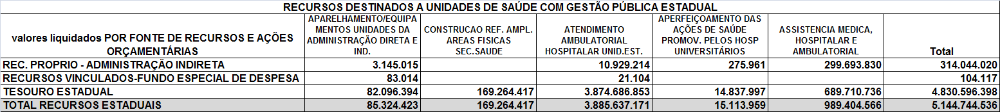 RECURSOS DESTINADOS A UNIDADES DE SAÚDE COM GESTÃO PÚBLICA ESTADUAL
valores liquidados POR FONTE DE RECURSOS E AÇÕES
ORÇAMENTÁRIAS
APARELHAMENTO/EQUIPA
MENTOS UNIDADES DA
ADMINISTRAÇÃO DIRETA E
IND.
CONSTRUCAO REF. AMPL.
AREAS FISICAS
SEC.SAUDE
ATENDIMENTO
AMBULATORIAL
HOSPITALAR UNID.EST.
APERFEIÇOAMENTO DAS
AÇÕES DE SAÚDE
PROMOV. PELOS HOSP
UNIVERSITÁRIOS
ASSISTENCIA MEDICA,
HOSPITALAR E
AMBULATORIAL
Total
REC. PROPRIO - ADMINISTRAÇÃO INDIRETA 3.145.015 10.929.214 275.961 299.693.830 314.044.020
RECURSOS VINCULADOS-FUNDO ESPECIAL DE DESPESA 83.014 21.104 104.117
TESOURO ESTADUAL 82.096.394 169.264.417 3.874.686.853 14.837.997 689.710.736 4.830.596.398
TOTAL RECURSOS ESTADUAIS 85.324.423 169.264.417 3.885.637.171 15.113.959 989.404.566 5.144.744.536